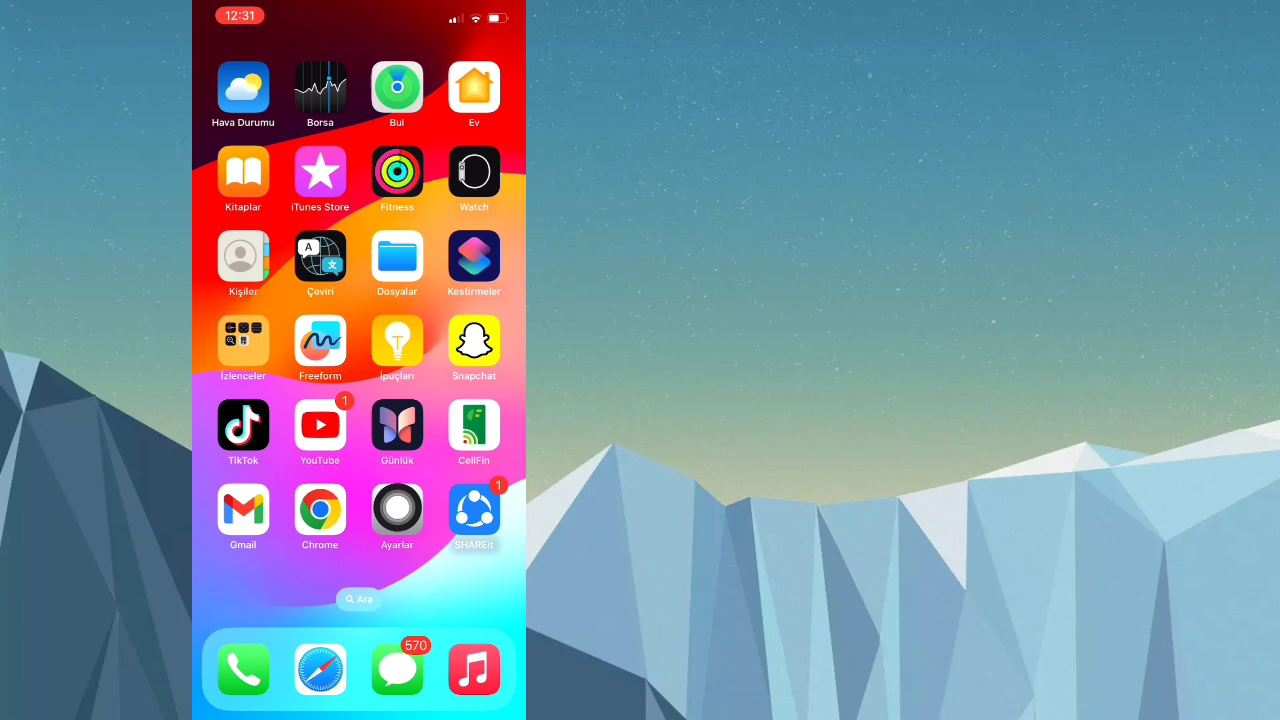 12:31
Hava Durumu
Borsa
Bul
Ev
Kitaplar
iTunes Store
Fitness
Watch
Kişiler
Çeviri
Dosyalar
Kestirmeler
İzlenceler
Freeform
İpuçları
Snapchat
TikTok
1
YouTube
Günlük
CellFin
Gmail
Chrome
Ayarlar
1
SHAREit
Ara
570